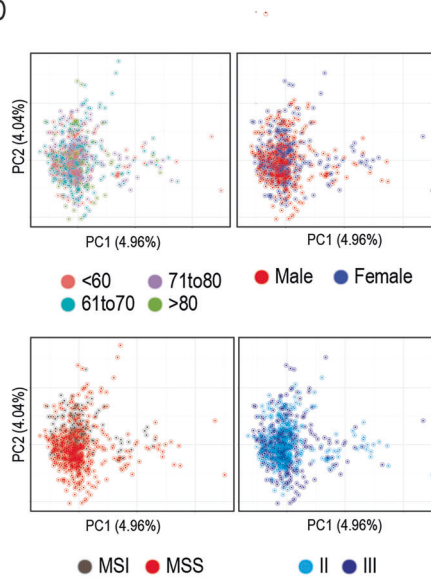 PC2 (4.04%)
PC1 (4.96%) PC1 (4.96%)
<60 71to80 Male Female
61to70 >80
PC2 (4.04%)
PC1 (4.96%) PC1 (4.96%)
MSI MSS II III